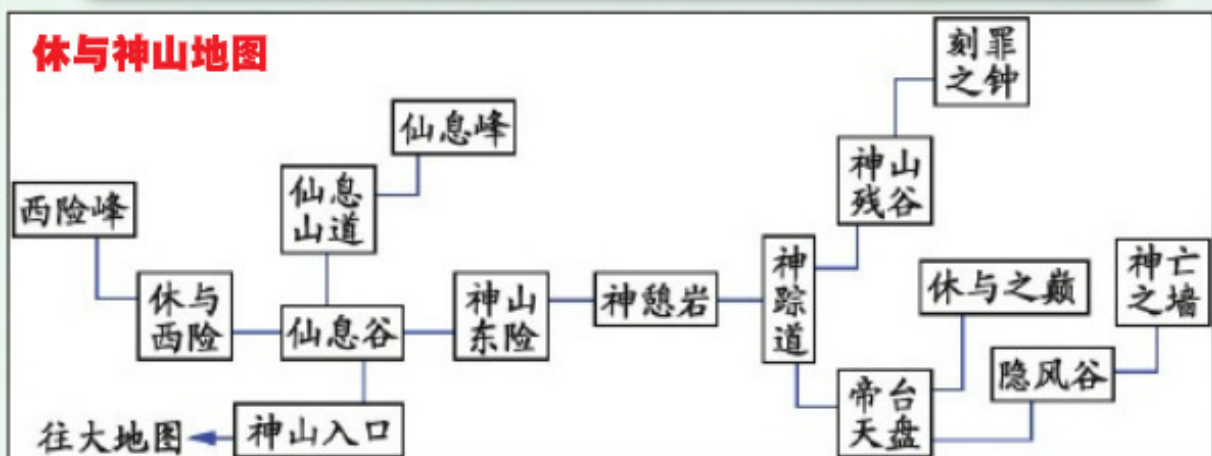 休与神山地图
刻罪
之钟
仙息峰
神山
残谷
仙息
山道
西险峰
神亡
之墙
神
踪
道
休与之巅
休与
西险
仙息谷
神山
东险
神憩岩
隐风谷
帝台
天盘
往大地图
神山入口